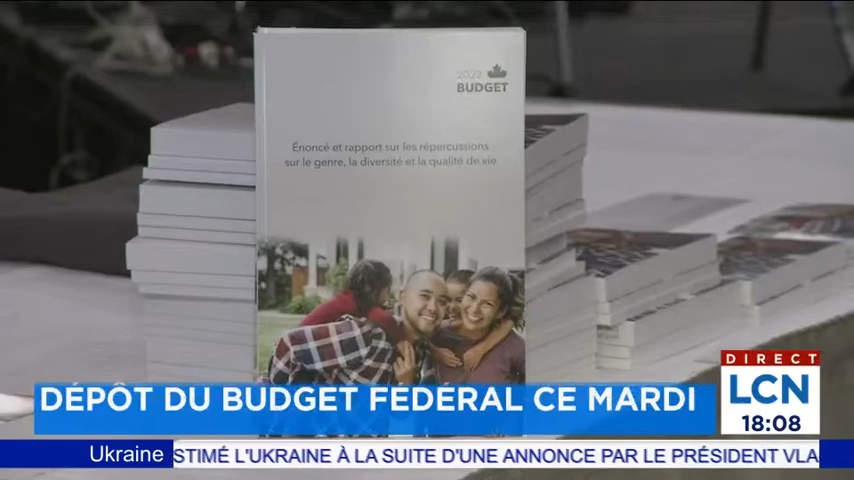 BUDGET
Énoncé et rapport sur les répercussions
sur le genre, la diversité et la qualité de vie
DÉPÔT DU BUDGET FÉDÉRAL CE MARDI
DIRECT
LCN
18:08
Ukraine
STIMÉ L'UKRAINE À LA SUITE D'UNE ANNONCE PAR LE PRÉSIDENT VLA